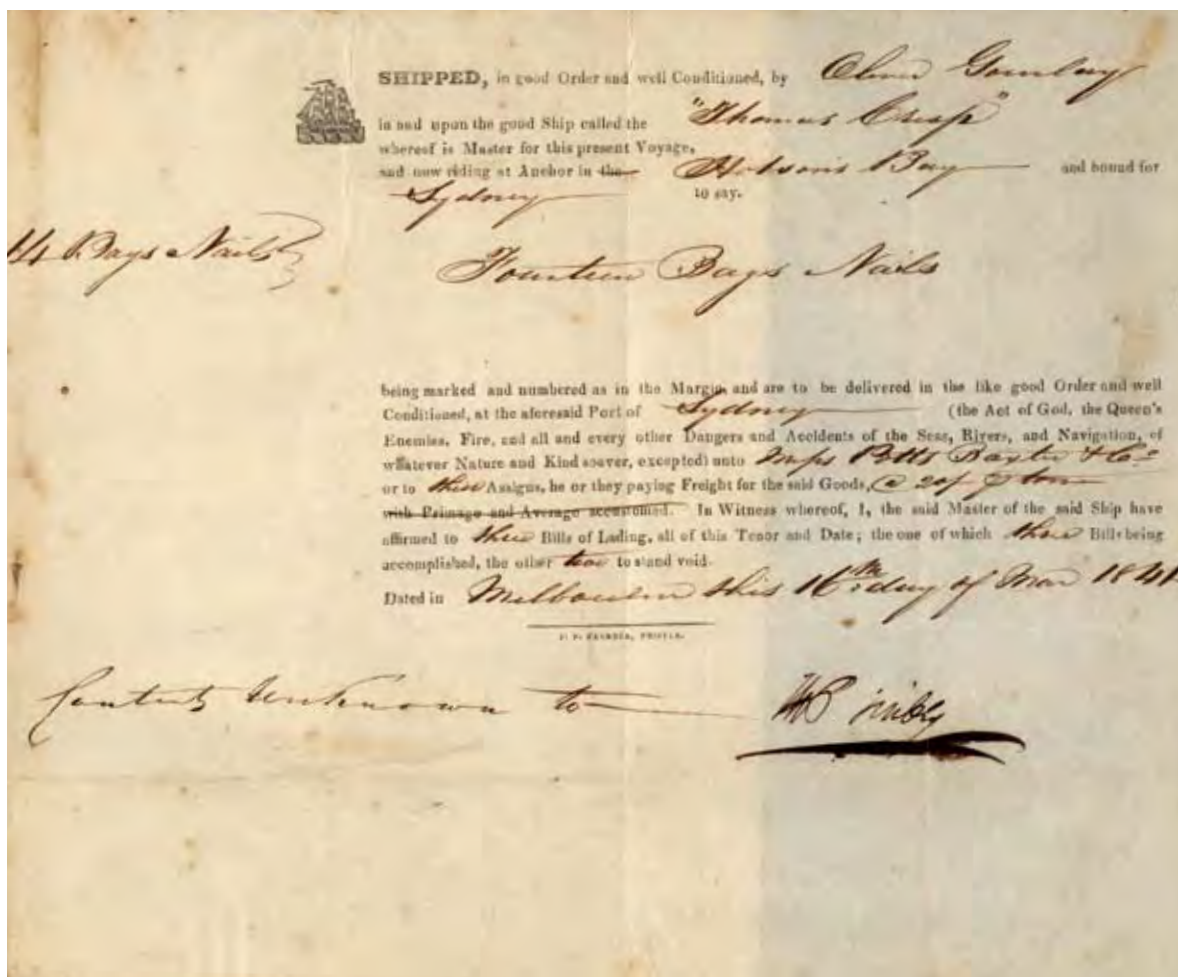 SHIPPED, in good Order and well Conditioned, by Oliver Gourlay
in and upon the good Ship called the "Thomas Crisp"
whereof is Master for this present Voyage,
and now riding at Anchor in the Hobsons Bay and bound for
Sydney to say.
14 Bags Nails
Fourteen Bags Nails
being marked and numbered as in the Margin, and are to be delivered in the like good Order and well
Conditioned, at the aforesaid Port of Sydney (the Act of God, the Queen's
Enemies, Fire, and all and every other Dangers and Accidents of the Seas, Rivers, and Navigation, of
whatever Nature and Kind soever, excepted) unto Baxter & Co
or to their Assigns, he or they paying Freight for the said Goods, @ 20/ ton
with Primage and Average accustomed. In Witness whereof, I, the said Master of the said Ship have
affirmed to three Bills of Lading, all of this Tenor and Date; the one of which three Bills being
accomplished, the other two to stand void.
Dated in Melbourne this 16th day of 184
PRINTER.
Contents Unknown to